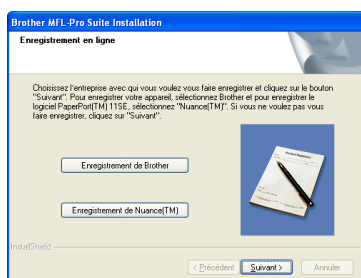 Brother MFL-Pro Suite Installation
Enregistrement en ligne
Choisissez l'entreprise avec qui vous voulez vous faire enregistrer et cliquez sur le bouton
"Suivant". Pour enregistrer votre appareil, sélectionnez Brother et pour enregistrer le
logiciel PaperPort(TM) 11SE, sélectionnez "Nuance(TM)". Si vous ne voulez pas vous
faire enregistrer, cliquez sur "Suivant".
Enregistrement de Brother
Enregistrement de Nuance(TM)
InstallShield
< Précédent
Suivant >
Annuler